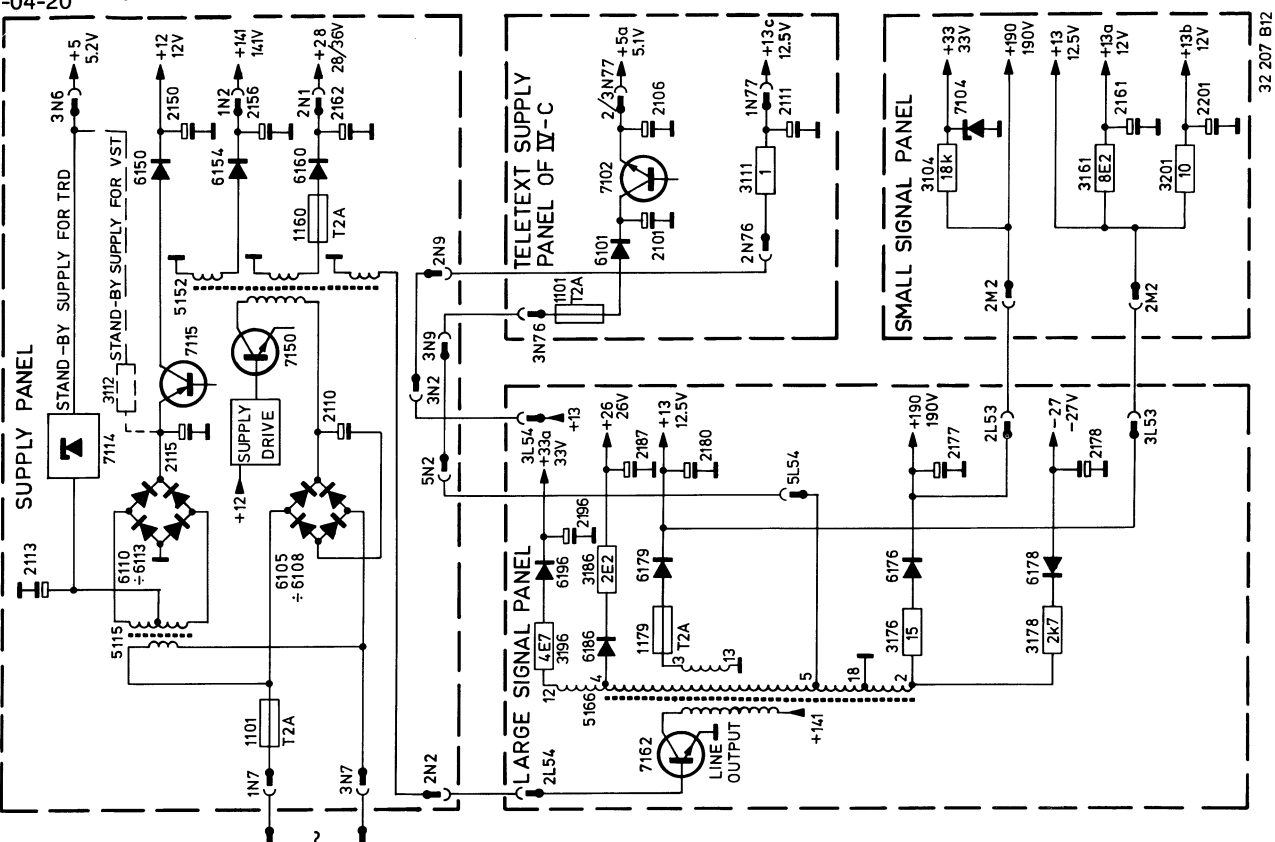 -04-20
SUPPLY PANEL
STAND-BY SUPPLY FOR TRD
STAND-BY SUPPLY FOR VST
3N6
+5
5.2V
+12
12V
2150
6150
+141
141V
1N2
2156
6154
+28
28/36V
2N1
2162
6160
1160
T2A
5152
7115
7150
3112
7114
2115
2110
SUPPLY
DRIVE
+12
2113
6110
÷6113
6105
÷6108
5115
1101
T2A
1N7
3N7
?
2N2
2N9
3N9
3N2
5N2
TELETEXT SUPPLY
PANEL OF IV-C
+5a
5.1V
2/3N77
2106
7102
6101
2101
1101
T2A
3N76
+13c
12.5V
1N77
2111
3111
1
2N76
SMALL SIGNAL PANEL
+33
33V
7104
3104
18k
+190
190V
+13
12.5V
+13a
12V
2161
3161
8E2
+13b
12V
2201
3201
10
2M2
2M2
32 207 B12
LARGE SIGNAL PANEL
3L54
+13
+33a
33V
2196
6196
4E7
3196
+26
26V
2187
3186
2E2
6186
+13
12.5V
2180
6179
1179
T2A
3
13
5L54
12
5166
4
5
18
2
+190
190V
2177
6176
3176
15
2L53
-27
-27V
2178
6178
3178
2k7
3L53
7162
LINE
OUTPUT
+141
2L54